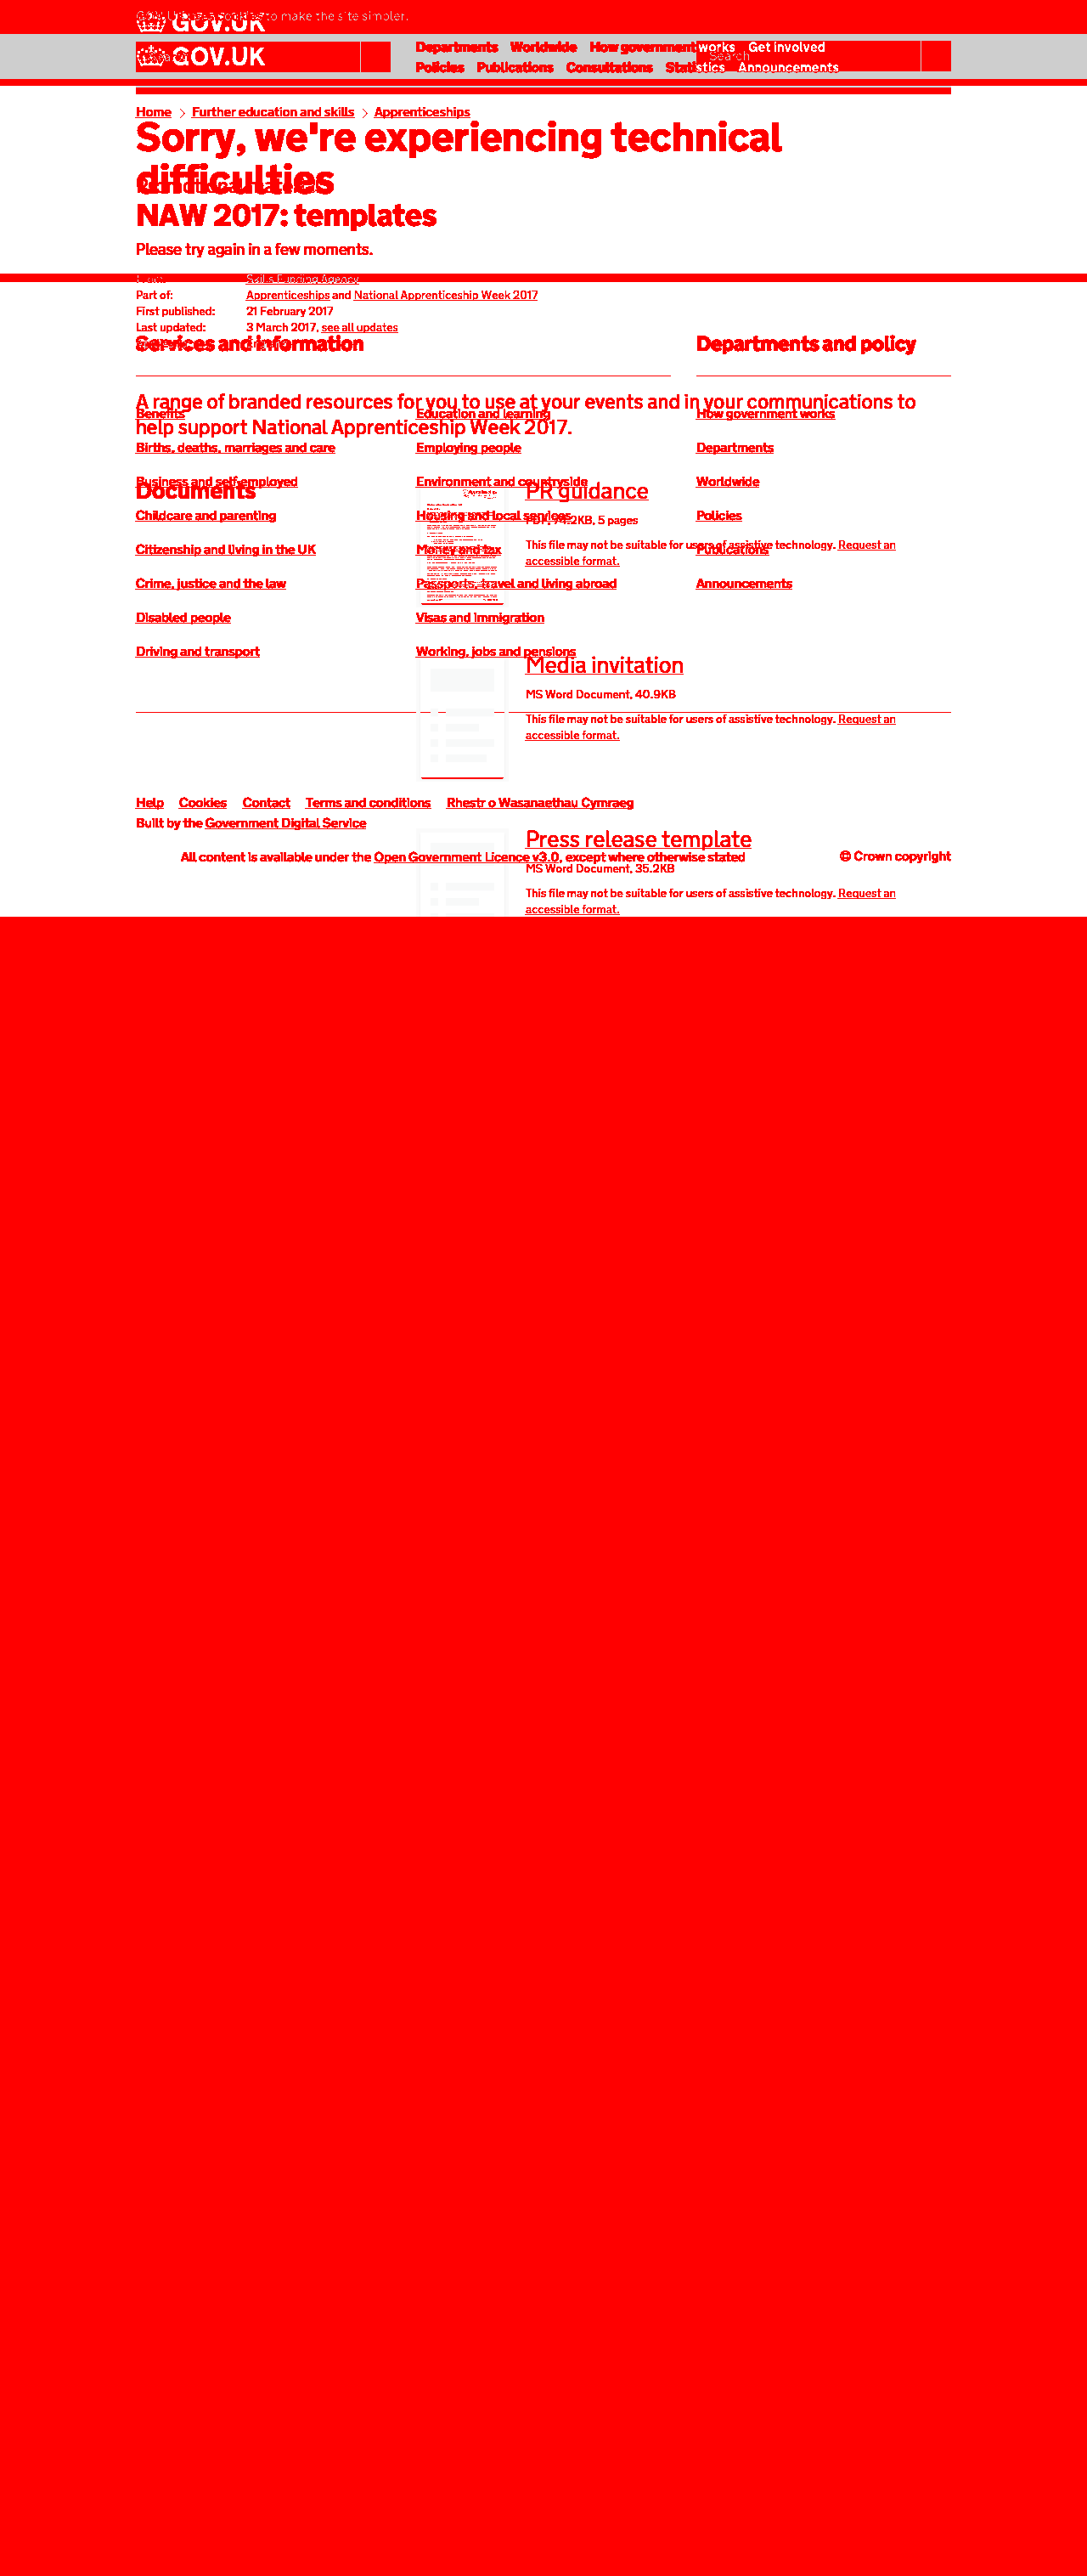 GOV.UK uses cookies to make the site simpler.
GOV.UK
GOV.UK
Search
Departments Worldwide How government works Get involved
Policies Publications Consultations Statistics Announcements
Home > Further education and skills > Apprenticeships
Sorry, we're experiencing technical
difficulties
Promotional material
NAW 2017: templates
Please try again in a few moments.
From: Skills Funding Agency
Part of: Apprenticeships and National Apprenticeship Week 2017
First published: 21 February 2017
Last updated: 3 March 2017, see all updates
Services and information
Departments and policy
A range of branded resources for you to use at your events and in your communications to
help support National Apprenticeship Week 2017.
Benefits
Education and learning
How government works
Births, deaths, marriages and care
Employing people
Departments
Business and self-employed
Environment and countryside
Worldwide
Documents
PR guidance
Childcare and parenting
Housing and local services
Policies
PDF, 74.2KB, 5 pages
Citizenship and living in the UK
Money and tax
Publications
This file may not be suitable for users of assistive technology. Request an
accessible format.
Crime, justice and the law
Passports, travel and living abroad
Announcements
Disabled people
Visas and immigration
Driving and transport
Working, jobs and pensions
Media invitation
MS Word Document, 40.9KB
This file may not be suitable for users of assistive technology. Request an
accessible format.
Help Cookies Contact Terms and conditions Rhestr o Wasanaethau Cymraeg
Built by the Government Digital Service
Press release template
All content is available under the Open Government Licence v3.0, except where otherwise stated
© Crown copyright
MS Word Document, 35.2KB
This file may not be suitable for users of assistive technology. Request an
accessible format.